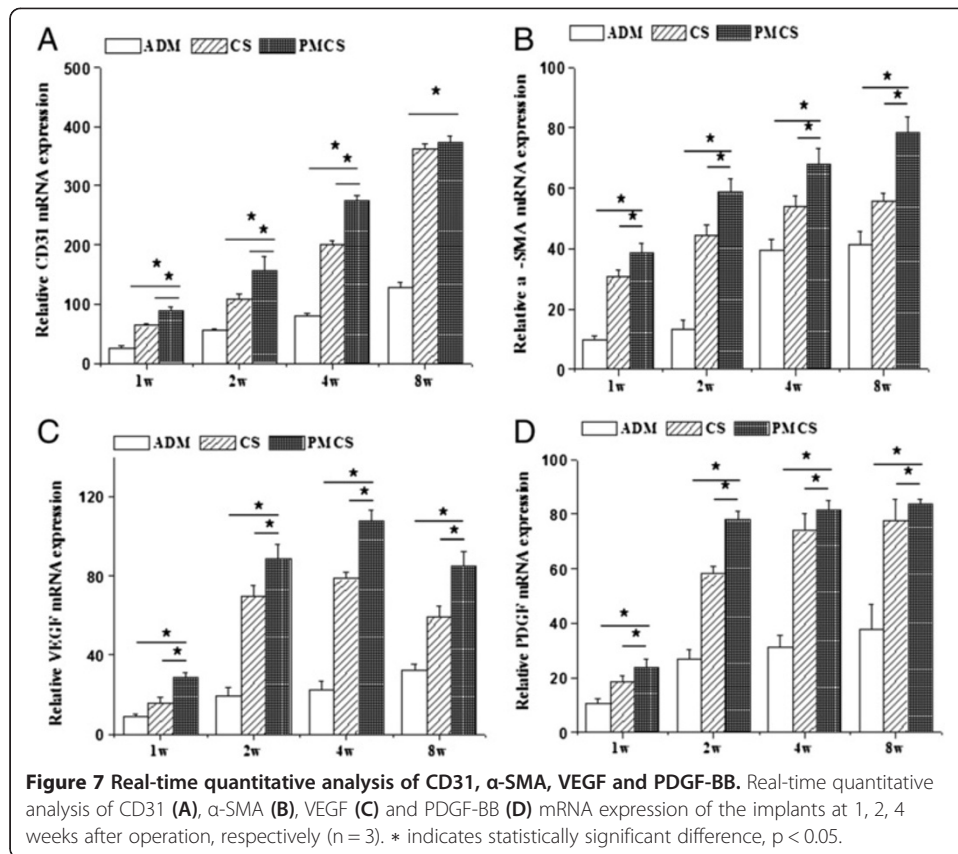 A
ADM CS PMCS
Relative CD31 mRNA expression
500
400
300
200
100
0
* * * * * * *
1w 2w 4w 8w
B
ADM CS PMCS
Relative a -SMA mRNA expression
100
80
60
40
20
0
* * * * * * * *
1w 2w 4w 8w
C
ADM CS PMCS
Relative VEGF mRNA expression
120
80
40
0
* * * * * * * *
1w 2w 4w 8w
D
ADM CS PMCS
Relative PDGF mRNA expression
100
80
60
40
20
0
* * * * * * * *
1w 2w 4w 8w
Figure 7 Real-time quantitative analysis of CD31, α-SMA, VEGF and PDGF-BB. Real-time quantitative
analysis of CD31 (A), α-SMA (B), VEGF (C) and PDGF-BB (D) mRNA expression of the implants at 1, 2, 4
weeks after operation, respectively (n = 3). * indicates statistically significant difference, p < 0.05.